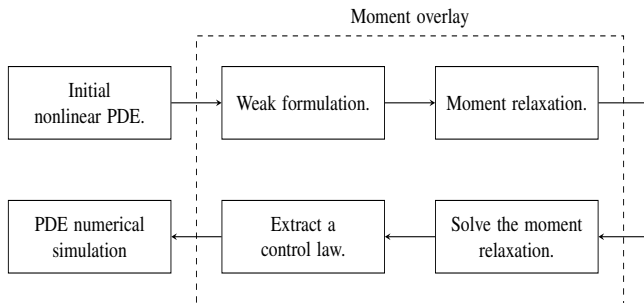 Moment overlay
Initial
nonlinear PDE.
Weak formulation.
Moment relaxation.
PDE numerical
simulation
Extract a
control law.
Solve the moment
relaxation.